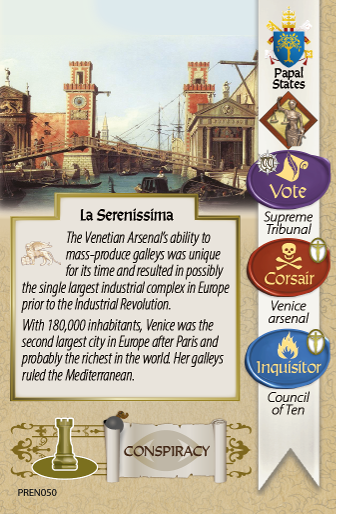 Papal
States
Vote
Supreme
Tribunal
Corsair
Venice
arsenal
Inquisitor
Council
of Ten
La Serenissima
The Venetian Arsenal's ability to
mass-produce galleys was unique
for its time and resulted in possibly
the single largest industrial complex in Europe
prior to the Industrial Revolution.
With 180,000 inhabitants, Venice was the
second largest city in Europe after Paris and
probably the richest in the world. Her galleys
ruled the Mediterranean.
CONSPIRACY
PREN050